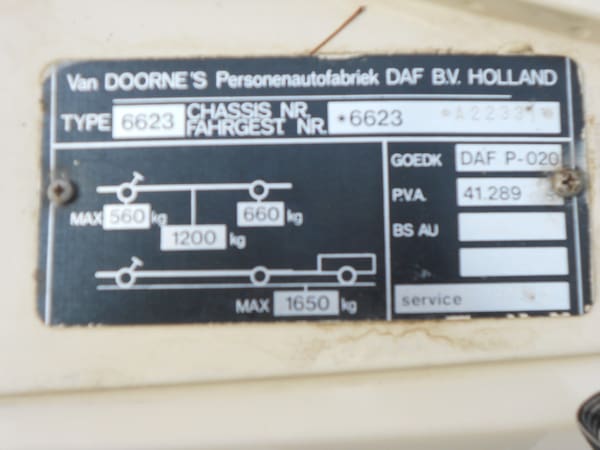 Van DOORNE'S Personenautofabriek DAF B.V. HOLLAND
TYPE 6623 CHASSIS NR. FAHRGEST NR. *6623
GOEDK DAF P-020
P.V.A. 41.289
BS AU
MAX 560 kg 660 kg
1200 kg
MAX 1650 kg
service